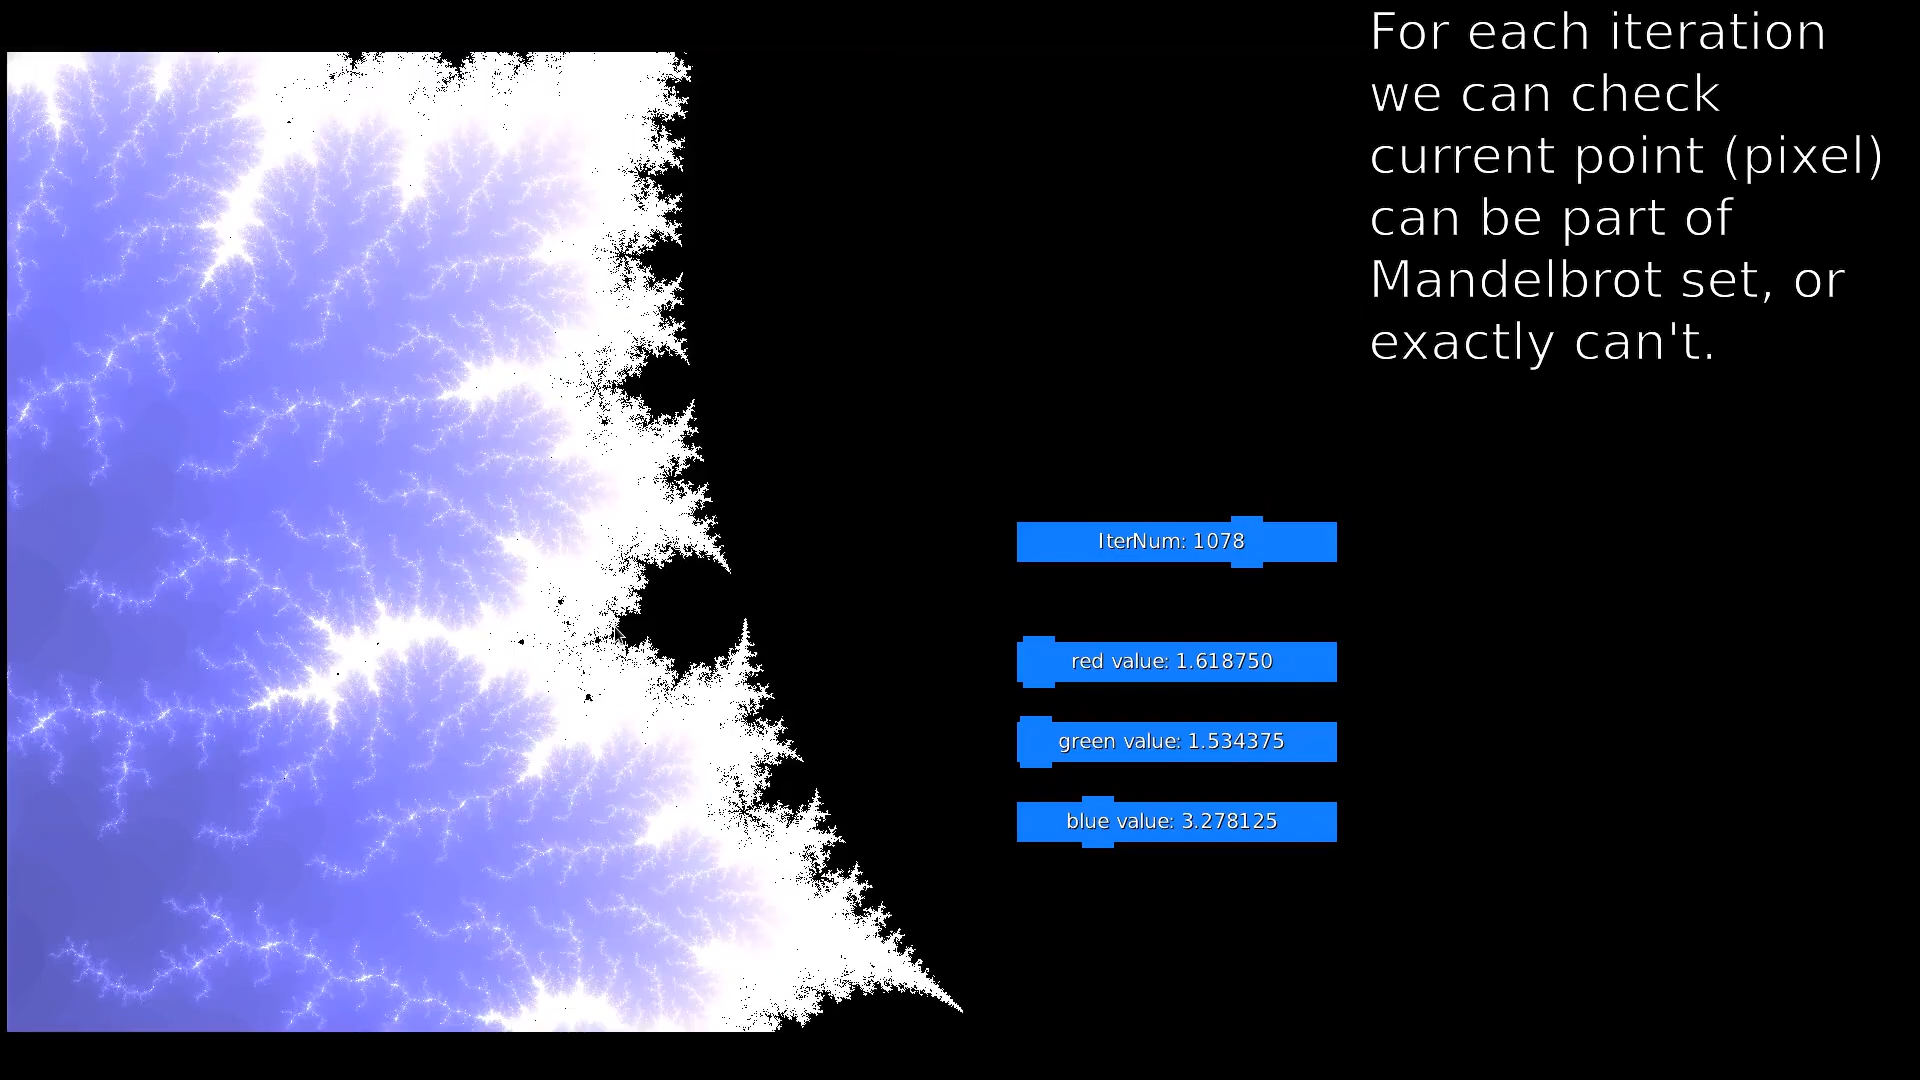 For each iteration
we can check
current point (pixel)
can be part of
Mandelbrot set, or
exactly can't.
IterNum: 1078
red value: 1.618750
green value: 1.534375
blue value: 3.278125